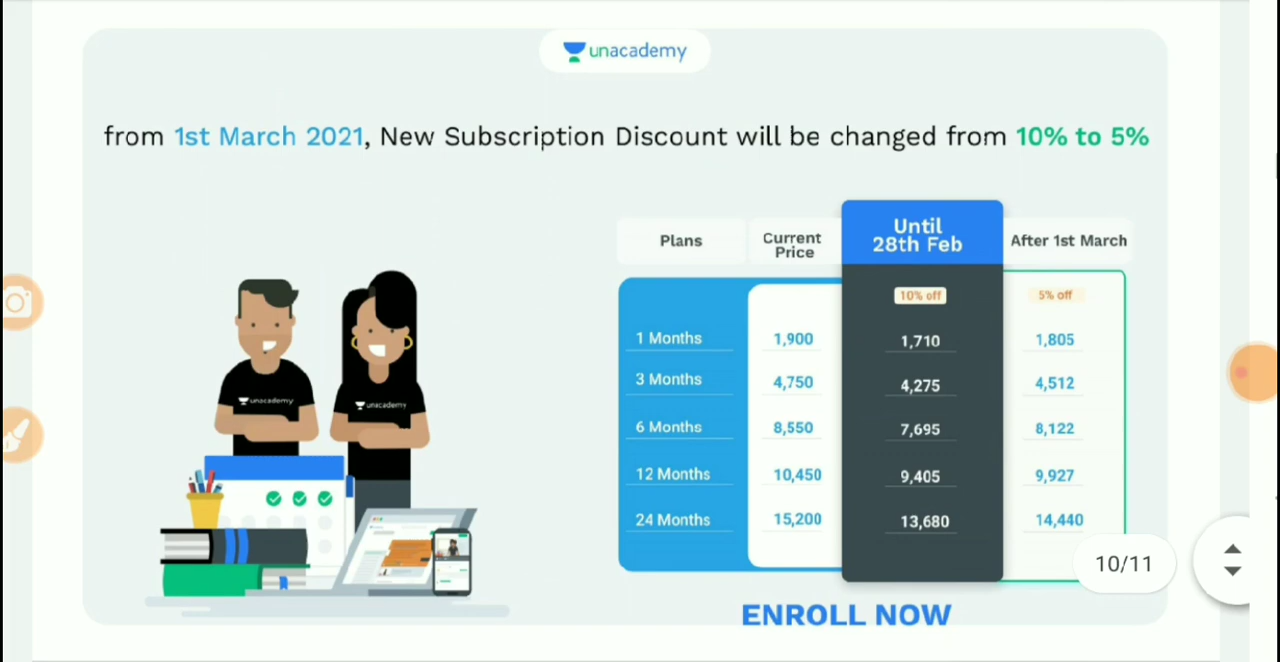 unacademy
from 1st March 2021, New Subscription Discount will be changed from 10% to 5%
Plans
Current
Price
Until
28th Feb
After 1st March
10% off
5% off
1 Months 1,900 1,710 1,805
3 Months 4,750 4,275 4,512
6 Months 8,550 7,695 8,122
12 Months 10,450 9,405 9,927
24 Months 15,200 13,680 14,440
unacademy
unacademy
10/11
ENROLL NOW